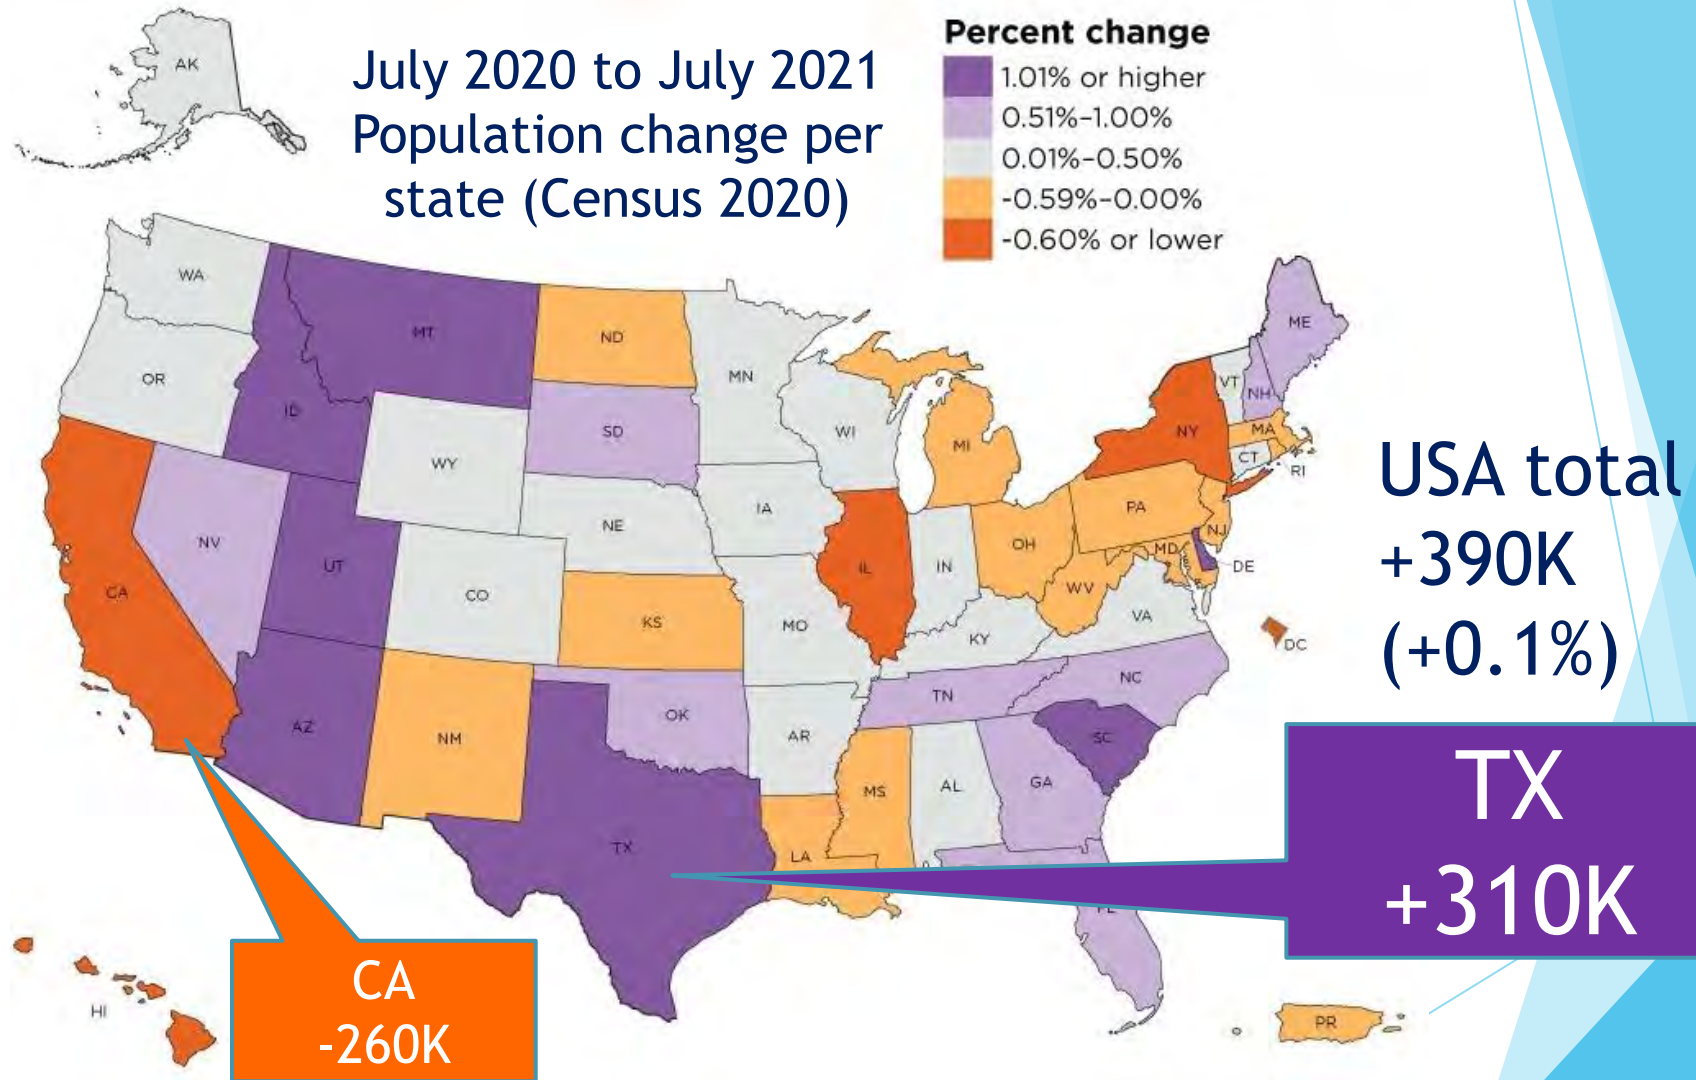 July 2020 to July 2021
Population change per
state (Census 2020)
Percent change
1.01% or higher
0.51%–1.00%
0.01%–0.50%
-0.59%–0.00%
-0.60% or lower
AK
WA
MT
ND
MN
OR
ID
SD
WI
WY
MI
ME
VT
NH
NY
MA
CT
RI
NV
UT
CO
NE
IA
IL
IN
OH
PA
NJ
DE
MD
WV
VA
DC
CA
KS
MO
KY
AZ
NM
OK
AR
TN
NC
SC
TX
LA
MS
AL
GA
FL
HI
PR
USA total
+390K
(+0.1%)
TX
+310K
CA
-260K